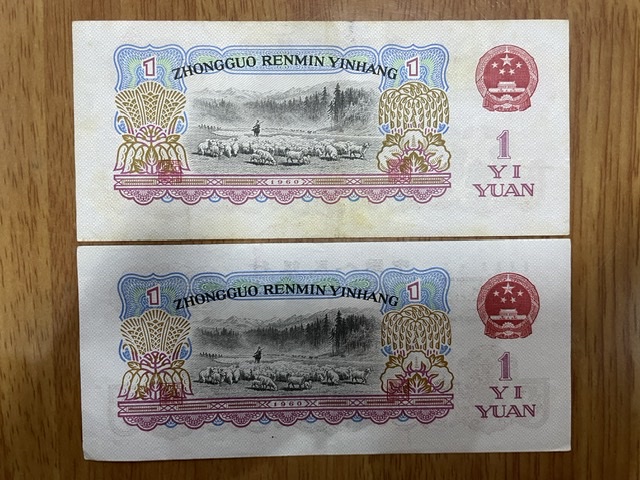 1 1
ZHONGGUO RENMIN YINHANG
1960
1
YI
YUAN
1 1
ZHONGGUO RENMIN YINHANG
1960
1
YI
YUAN